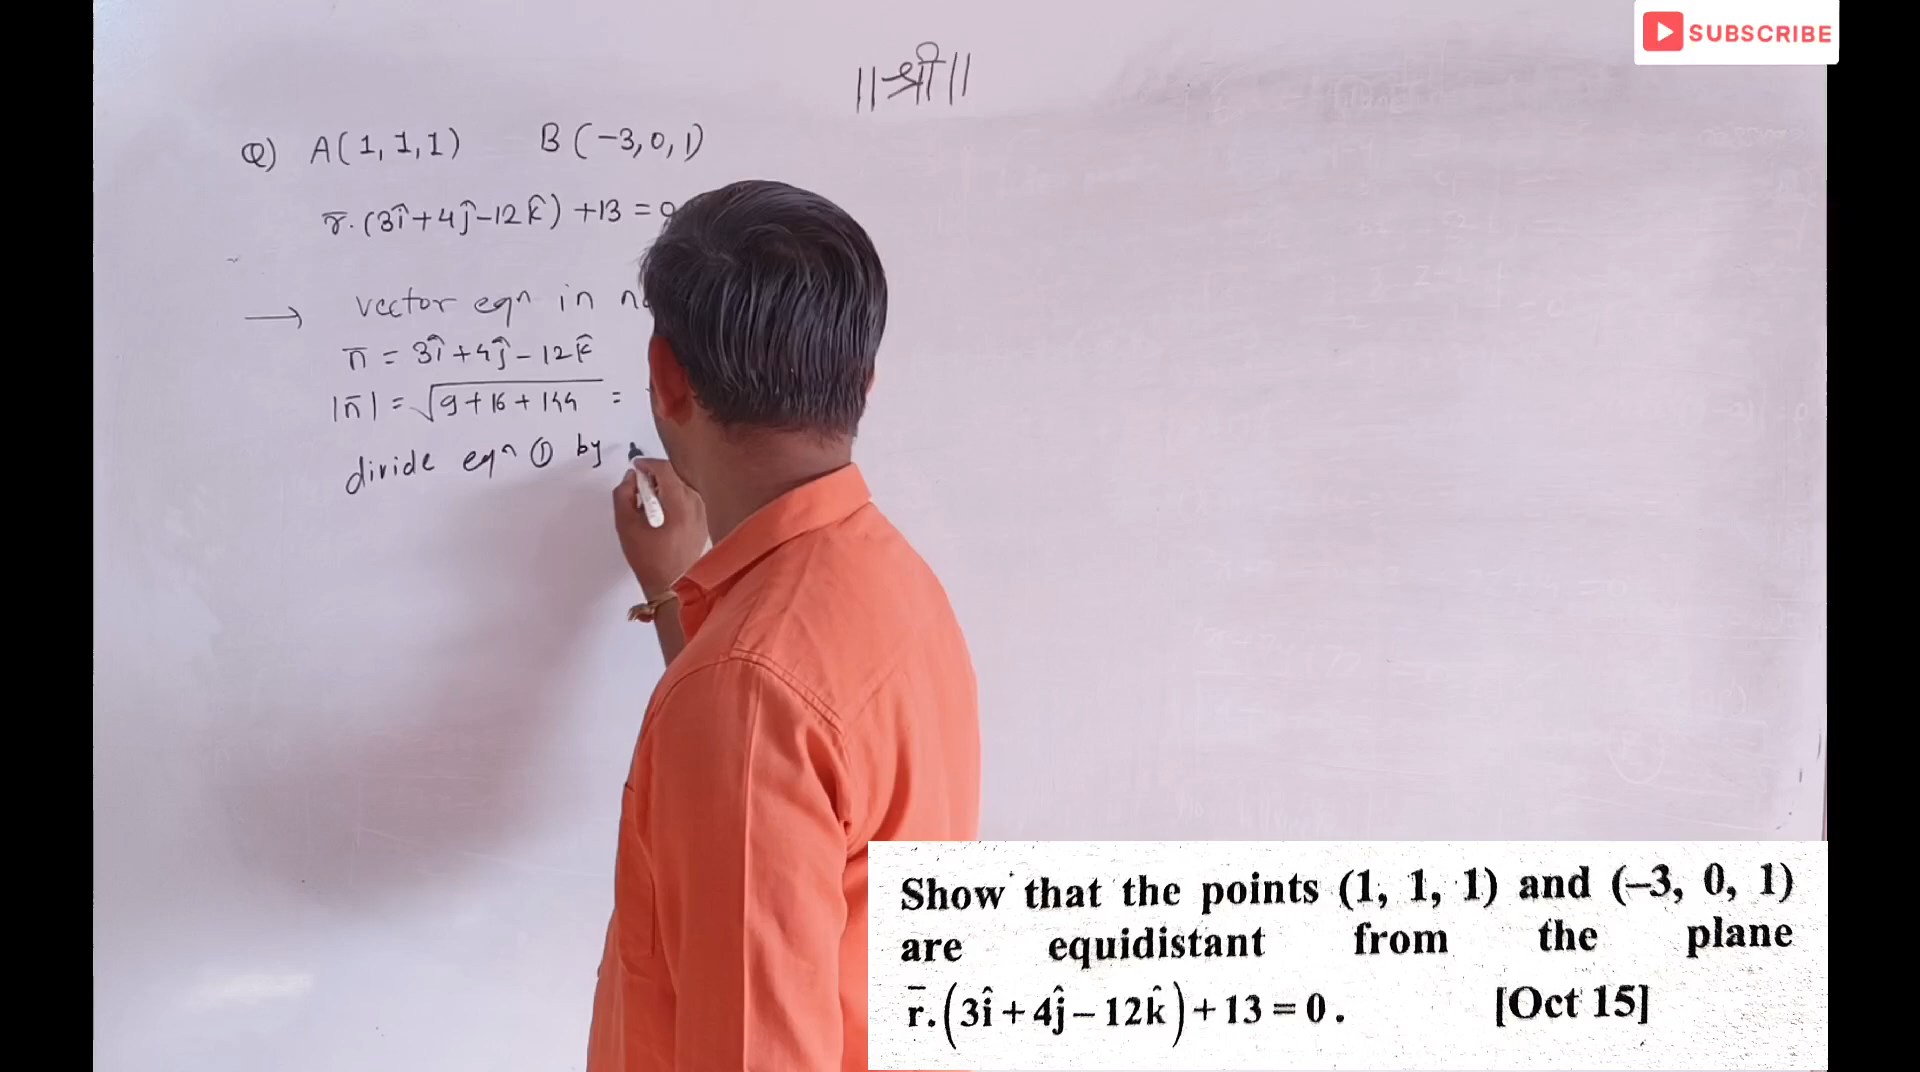 SUBSCRIBE
॥श्री॥
Q) A(1,1,1) B(-3,0,1)
r̅.(3î+4ĵ-12k̂)+13=0
→ vector eqn in
n̅ = 3î+4ĵ-12k̂
|n̅| = √9+16+144 =
divide eqn ① by
Show that the points (1, 1, 1) and (–3, 0, 1)
are equidistant from the plane
r̅.(3î+4ĵ–12k̂)+13=0. [Oct 15]